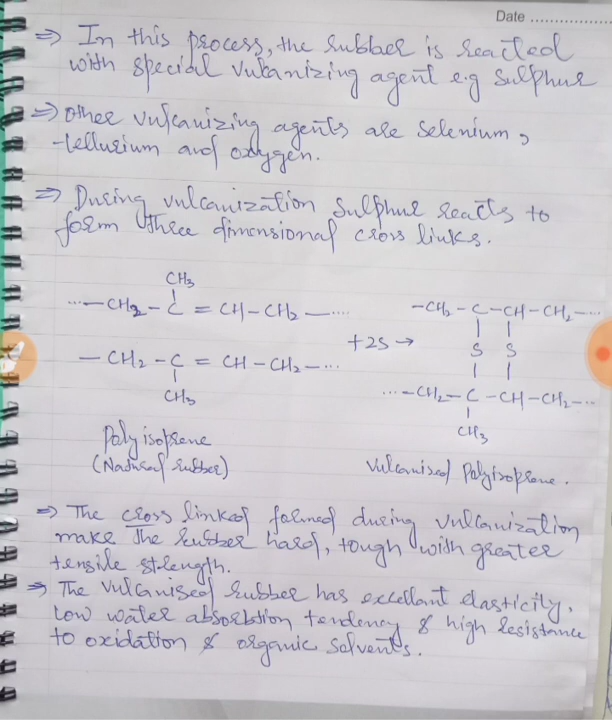 Date ..................
⇒ In this process, the rubber is reacted
with special vulcanizing agent e.g sulphur
⇒ other vulcanizing agents are selenium,
tellurium and oxygen.
⇒ During vulcanization sulphur reacts to
form three dimensional cross links.
CH3
|
...—CH2—C = CH—CH2—....
—CH2—C = CH—CH2—...
|
CH3
+2S →
—CH2—C—CH—CH2—...
| |
S S
| |
...—CH2—C—CH—CH2—...
|
CH3
Polyisoprene
(Natural rubber)
Vulcanised Polyisoprene.
⇒ The cross linked formed during vulcanization
make the rubber hard, tough with greater
tensile strength.
⇒ The vulcanised rubber has excellant elasticity,
low water absorbtion tendency & high resistance
to oxidation & organic solvents.